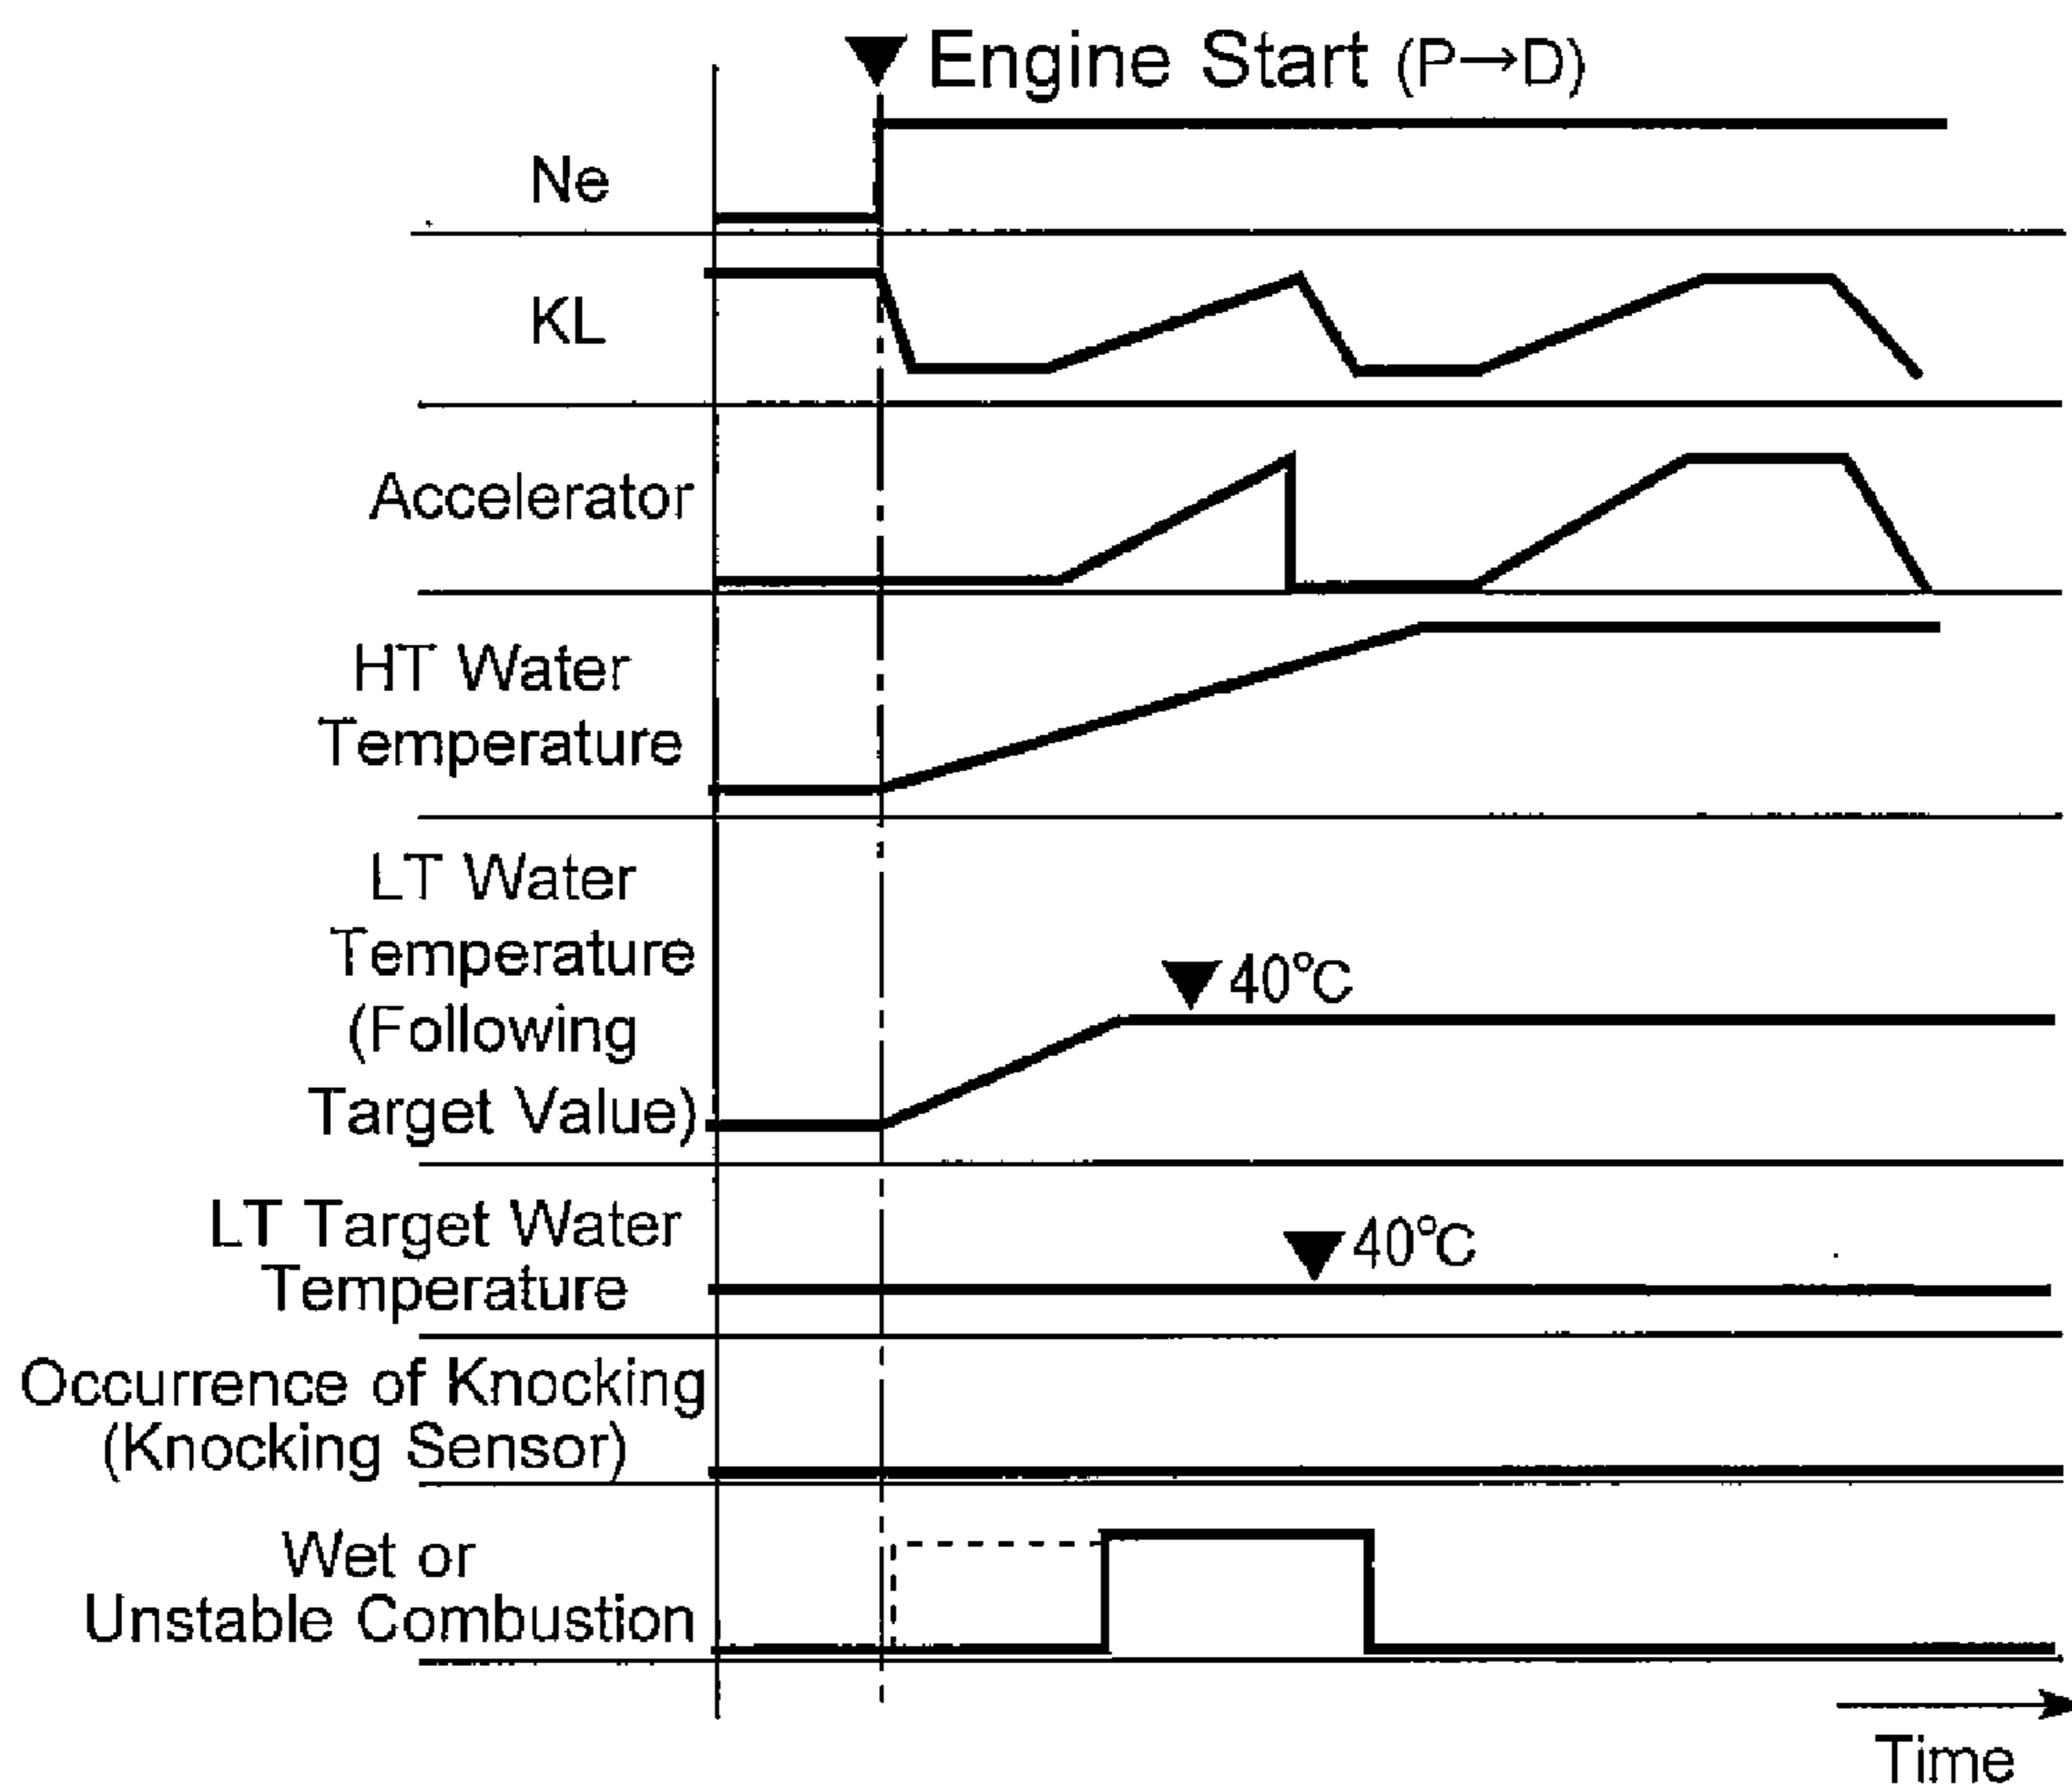 Engine Start (P→D)
Ne
KL
Accelerator
HT Water
Temperature
LT Water
Temperature
(Following
Target Value)
40°C
LT Target Water
Temperature
40°C
Occurrence of Knocking
(Knocking Sensor)
Wet or
Unstable Combustion
Time